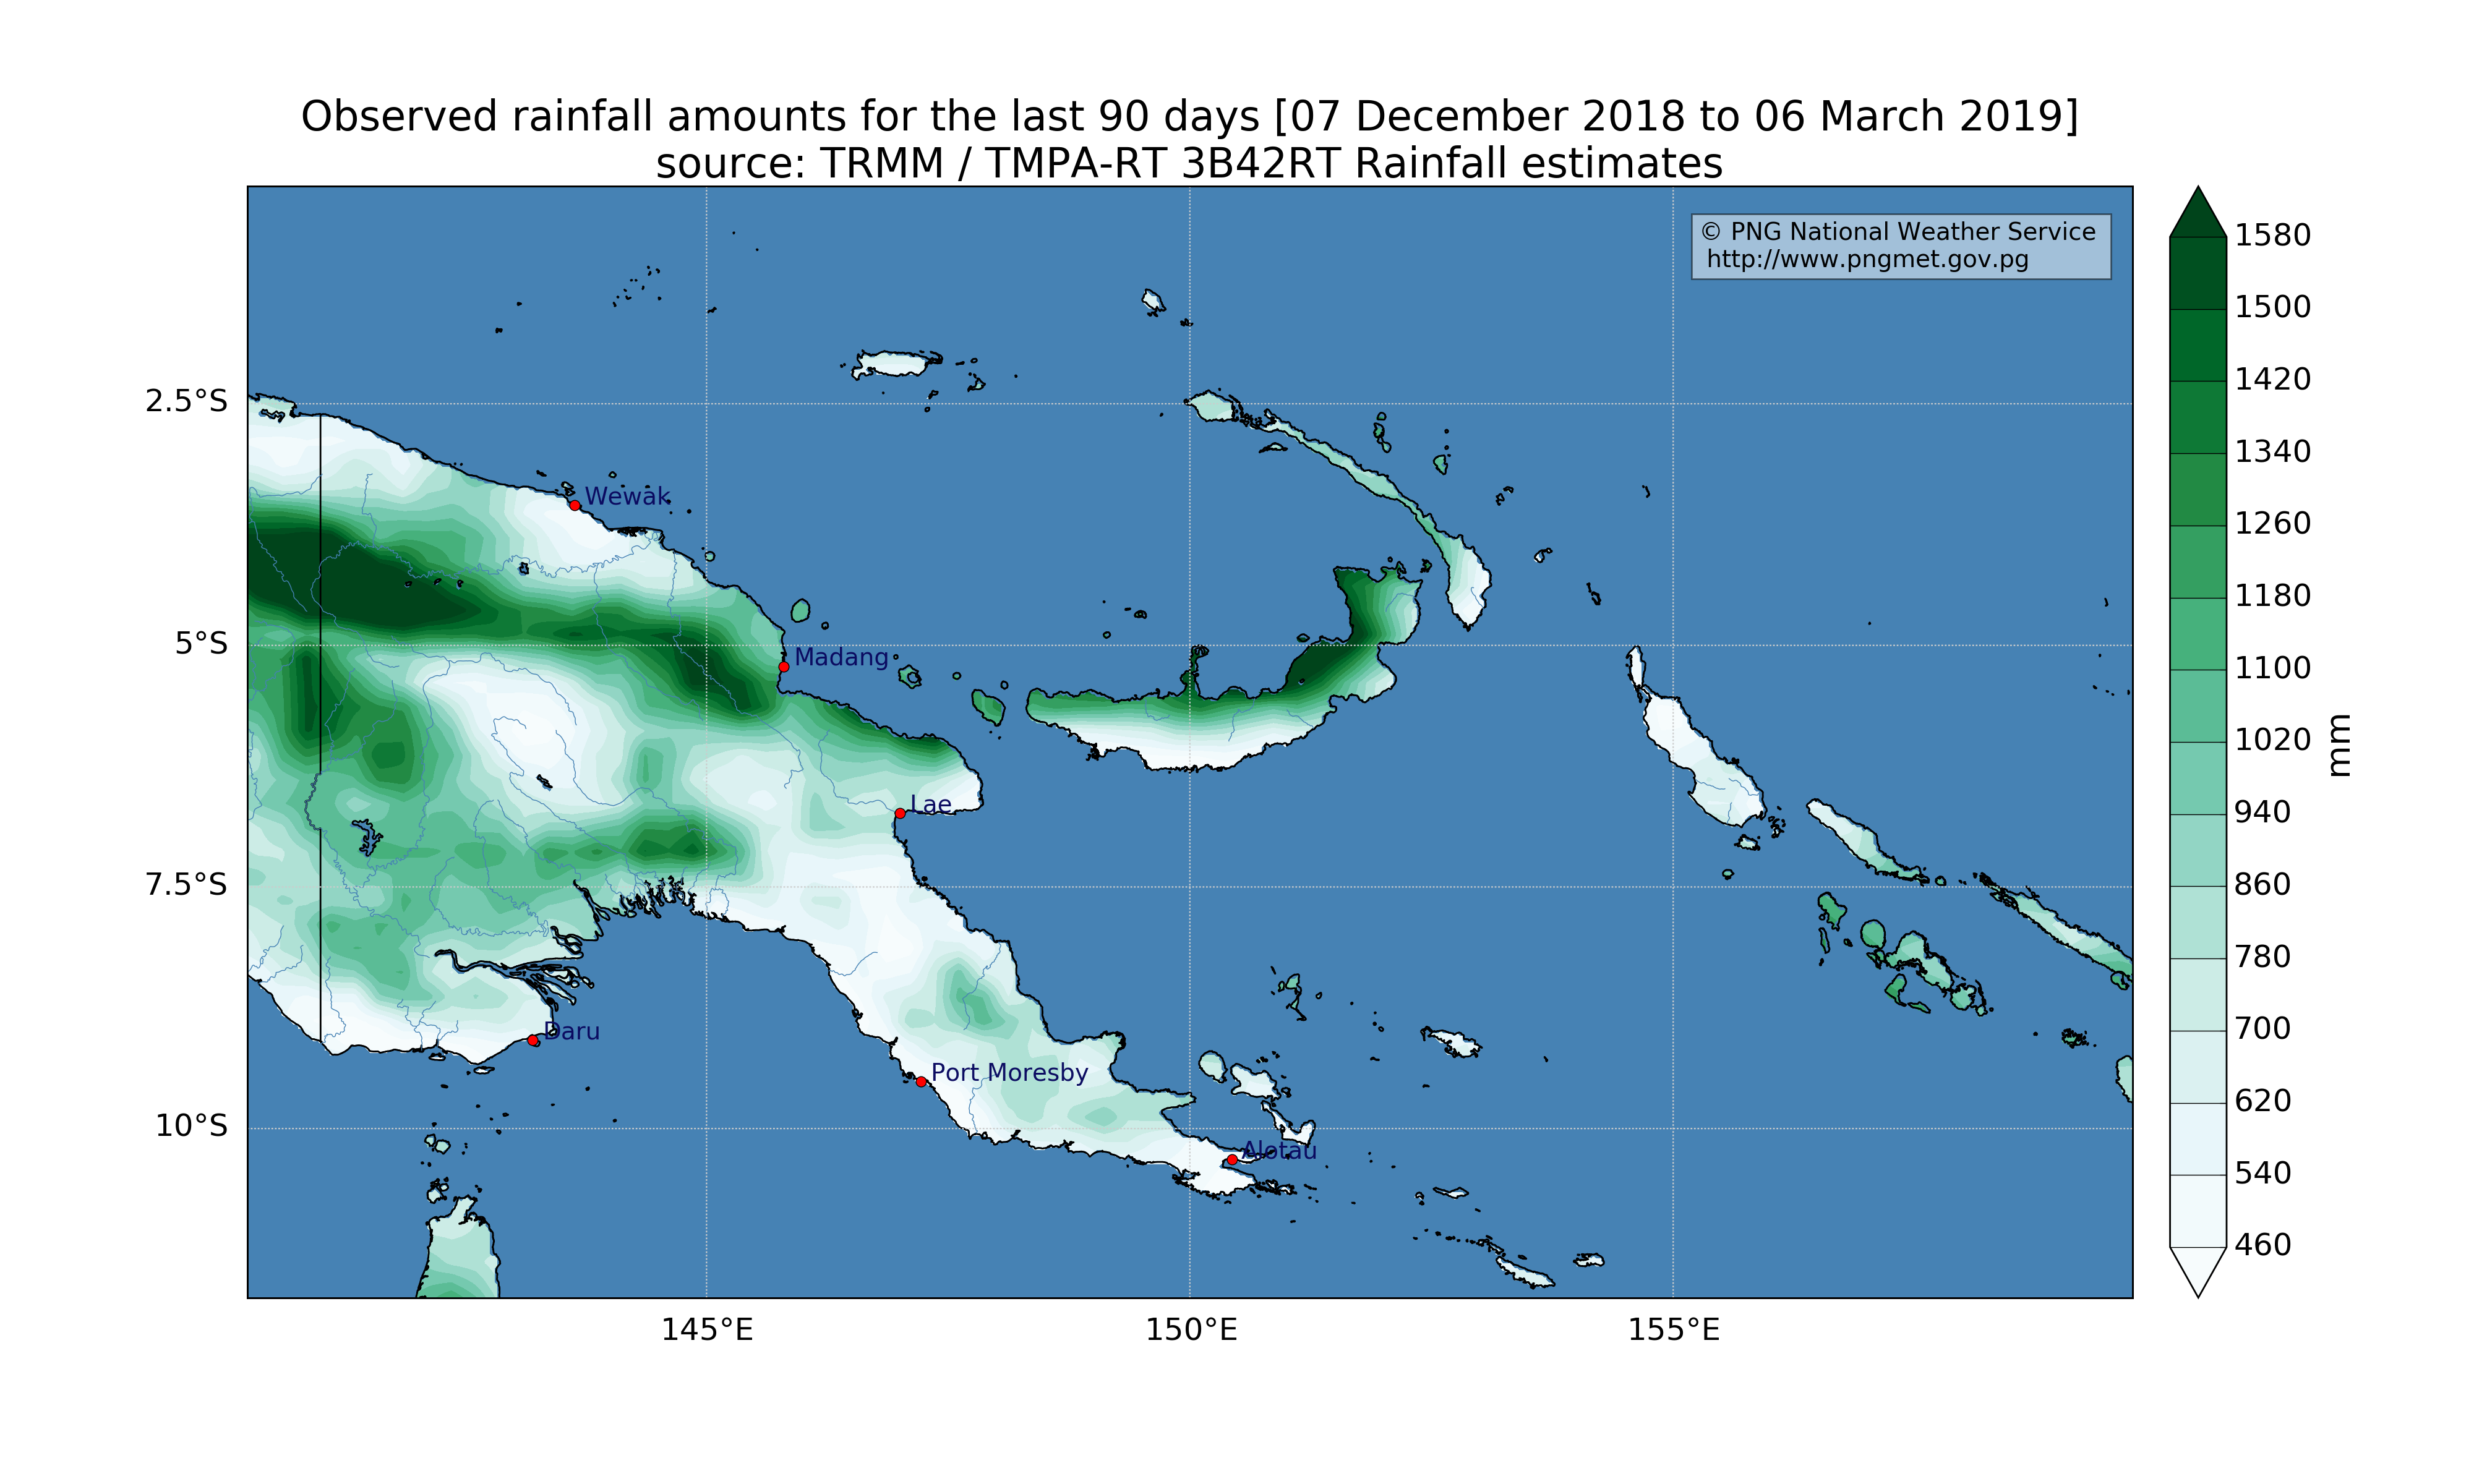 Observed rainfall amounts for the last 90 days [07 December 2018 to 06 March 2019]
source: TRMM / TMPA-RT 3B42RT Rainfall estimates
© PNG National Weather Service
http://www.pngmet.gov.pg
1580
1500
1420
1340
1260
1180
1100
1020
940
860
780
700
620
540
460
mm
2.5°S
5°S
7.5°S
10°S
Wewak
Madang
Lae
Daru
Port Moresby
Alotau
145°E
150°E
155°E